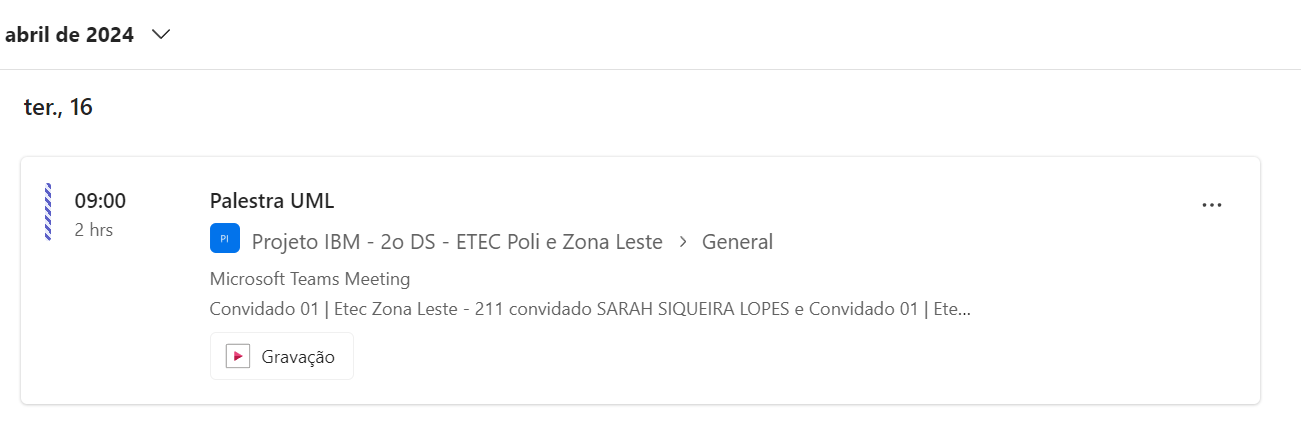 abril de 2024
ter., 16
09:00
2 hrs
Palestra UML
PI
Projeto IBM - 2o DS - ETEC Poli e Zona Leste > General
Microsoft Teams Meeting
Convidado 01 | Etec Zona Leste - 211 convidado SARAH SIQUEIRA LOPES e Convidado 01 | Ete...
Gravação